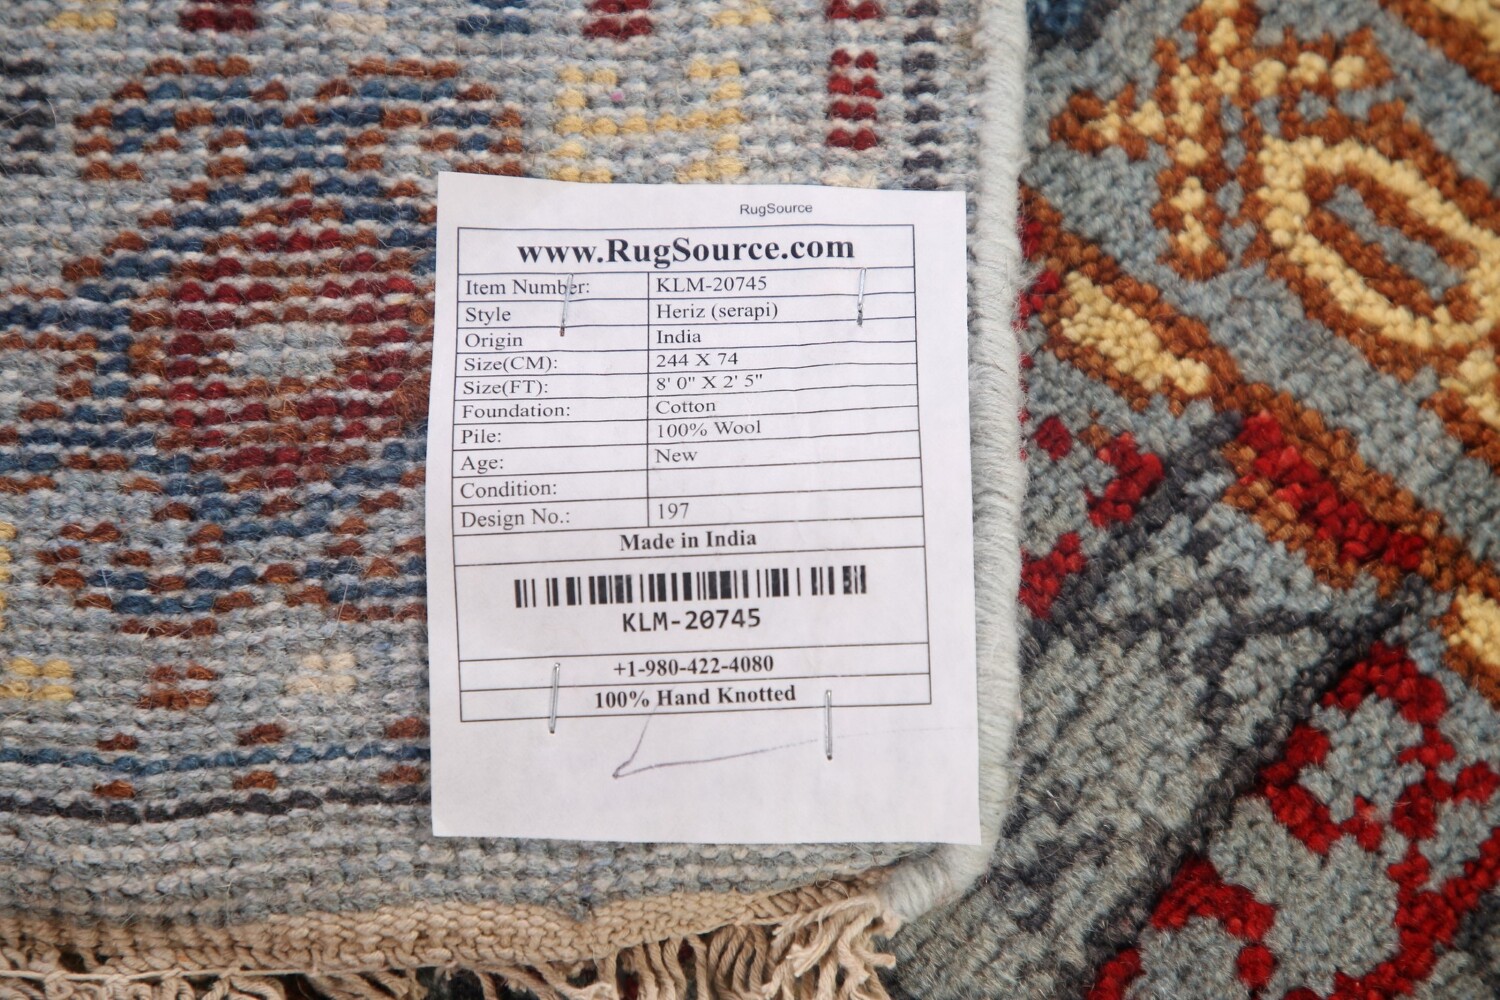 RugSource
www.RugSource.com
Item Number: KLM-20745
Style Heriz (serapi)
Origin India
Size(CM): 244 X 74
Size(FT): 8' 0" X 2' 5"
Foundation: Cotton
Pile: 100% Wool
Age: New
Condition:
Design No.: 197
Made in India
KLM-20745
+1-980-422-4080
100% Hand Knotted